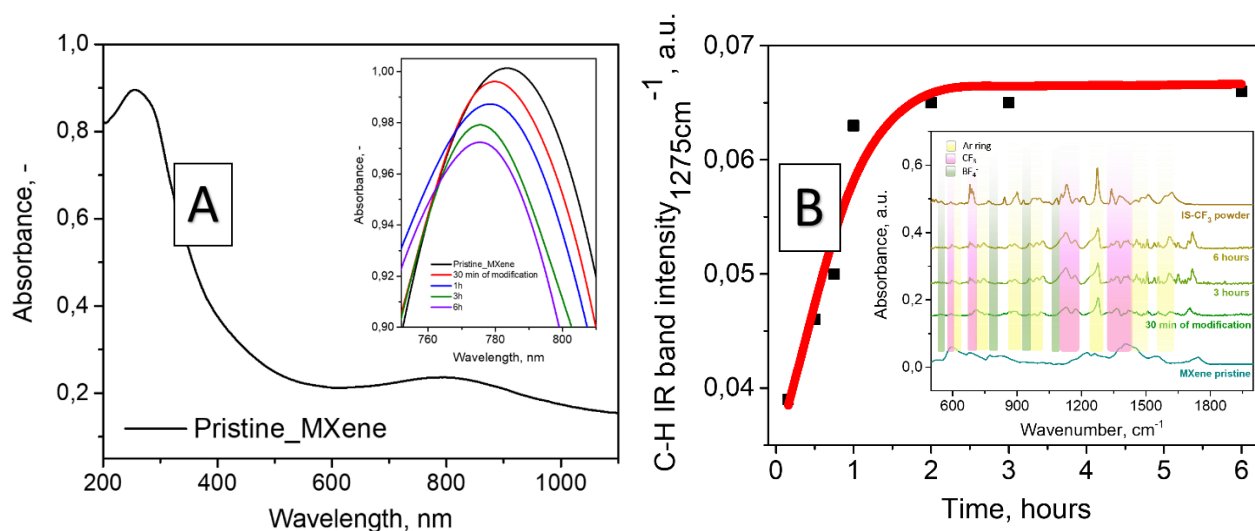 1,0
0,8
0,6
0,4
0,2
Absorbance, -
200
400
600
800
1000
Wavelength, nm
A
Pristine_MXene
1,00
0,98
0,96
0,94
0,92
0,90
Absorbance, -
Pristine_MXene
30 min of modification
1h
3h
6h
760
780
800
Wavelength, nm
0,07
0,06
0,05
0,04
C-H IR band intensity1275cm-1, a.u.
0
1
2
3
4
5
6
Time, hours
B
Ar ring
CF3
BF4-
0,6
0,4
0,2
0,0
Absorbance, a.u.
IS-CF3 powder
6 hours
3 hours
30 min of modification
MXene pristine
600
900
1200
1500
1800
Wavenumber, cm-1